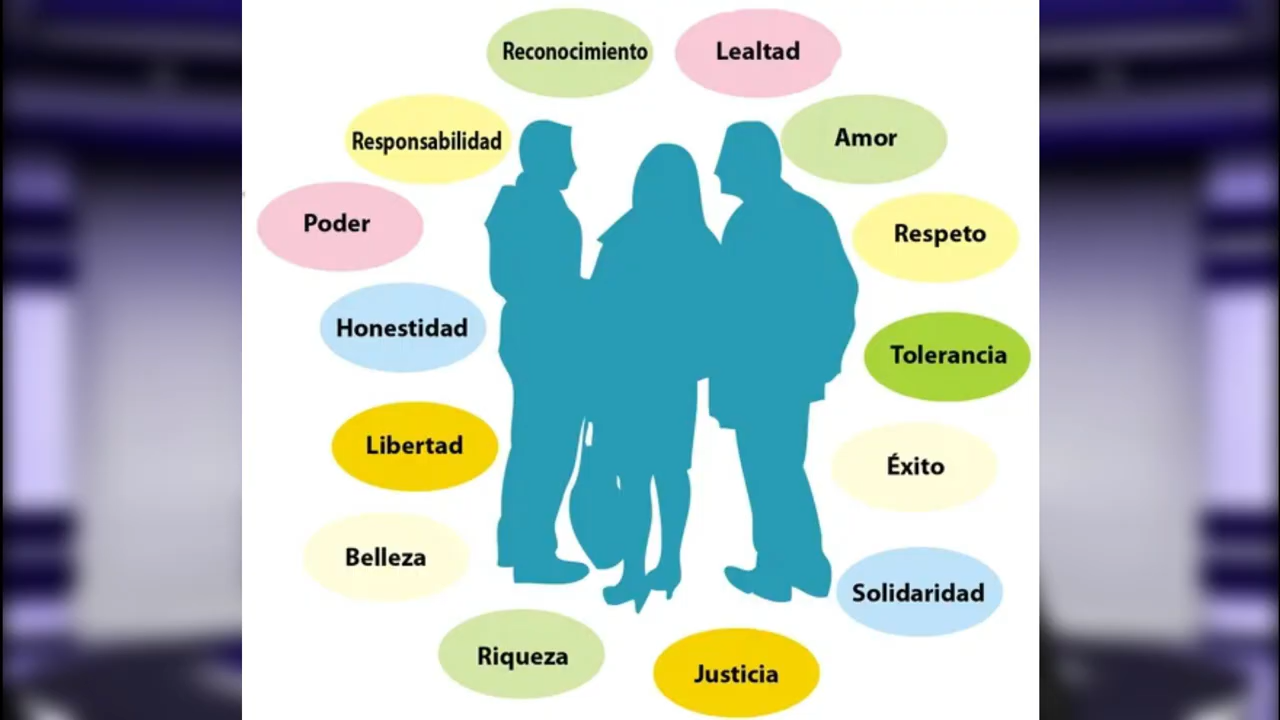 Reconocimiento
Lealtad
Responsabilidad
Amor
Poder
Respeto
Honestidad
Tolerancia
Libertad
Éxito
Belleza
Solidaridad
Riqueza
Justicia